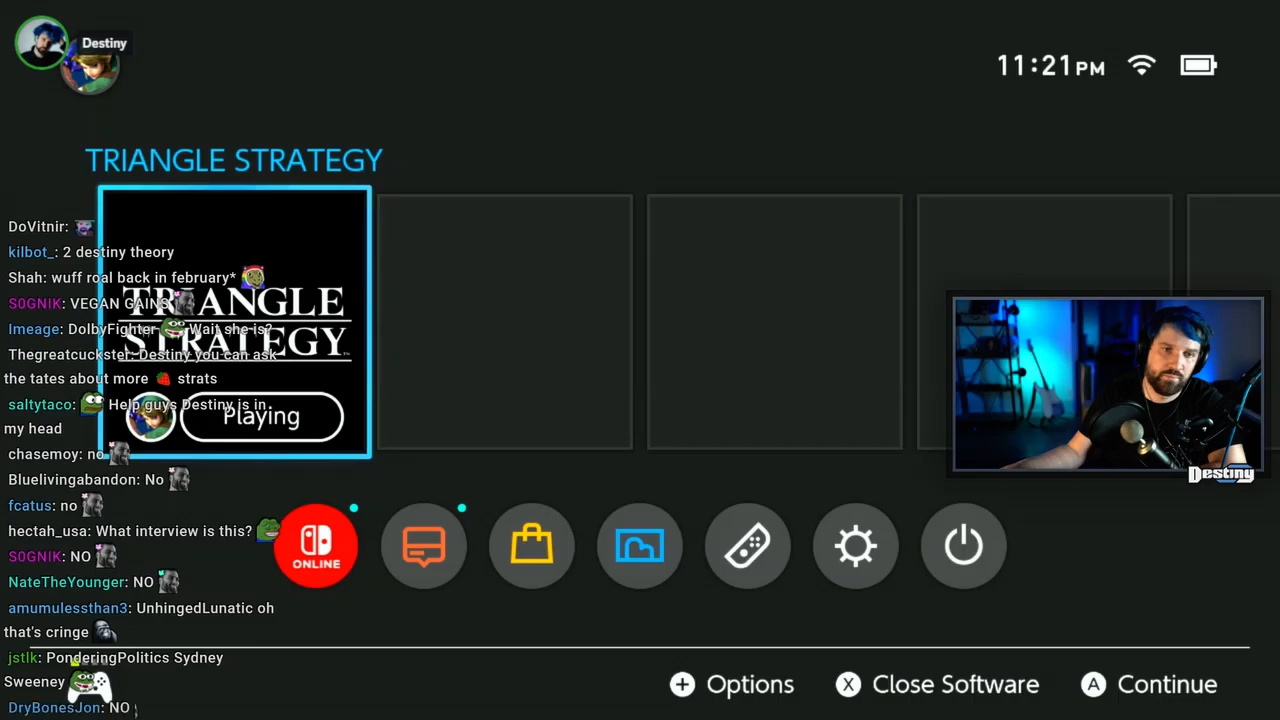 Destiny
11:21 PM
TRIANGLE STRATEGY
TRIANGLE
STRATEGY
Playing
DoVitnir:
kilbot_: 2 destiny theory
Shah: wuff roal back in february*
S0GNIK: VEGAN GAINS
Imeage: DolbyFighter Wait she is?
Thegreatcuckster: Destiny you can ask
the tates about more strats
saltytaco: Help guys Destiny is in
my head
chasemoy: no
Bluelivingabandon: No
fcatus: no
hectah_usa: What interview is this?
S0GNIK: NO
NateTheYounger: NO
amumulessthan3: UnhingedLunatic oh
that's cringe
jstlk: PonderingPolitics Sydney
Sweeney
DryBonesJon: NO
ONLINE
Destiny
+ Options
X Close Software
A Continue